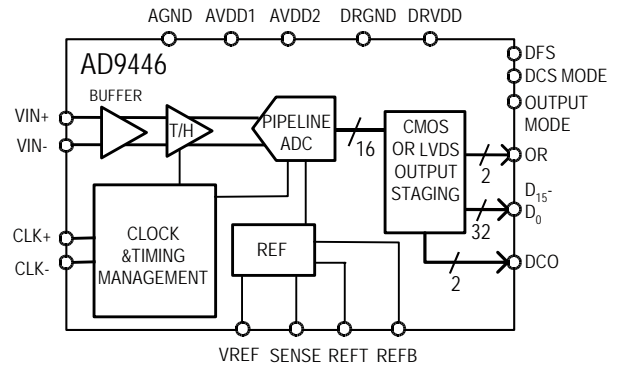 AGND AVDD1 AVDD2 DRGND DRVDD
AD9446
DFS
DCS MODE
OUTPUT
MODE
BUFFER
VIN+
VIN-
T/H
PIPELINE
ADC
16
CMOS
OR LVDS
OUTPUT
STAGING
2
OR
32
D15-
D0
2
DCO
CLK+
CLK-
CLOCK
&TIMING
MANAGEMENT
REF
VREF SENSE REFT REFB